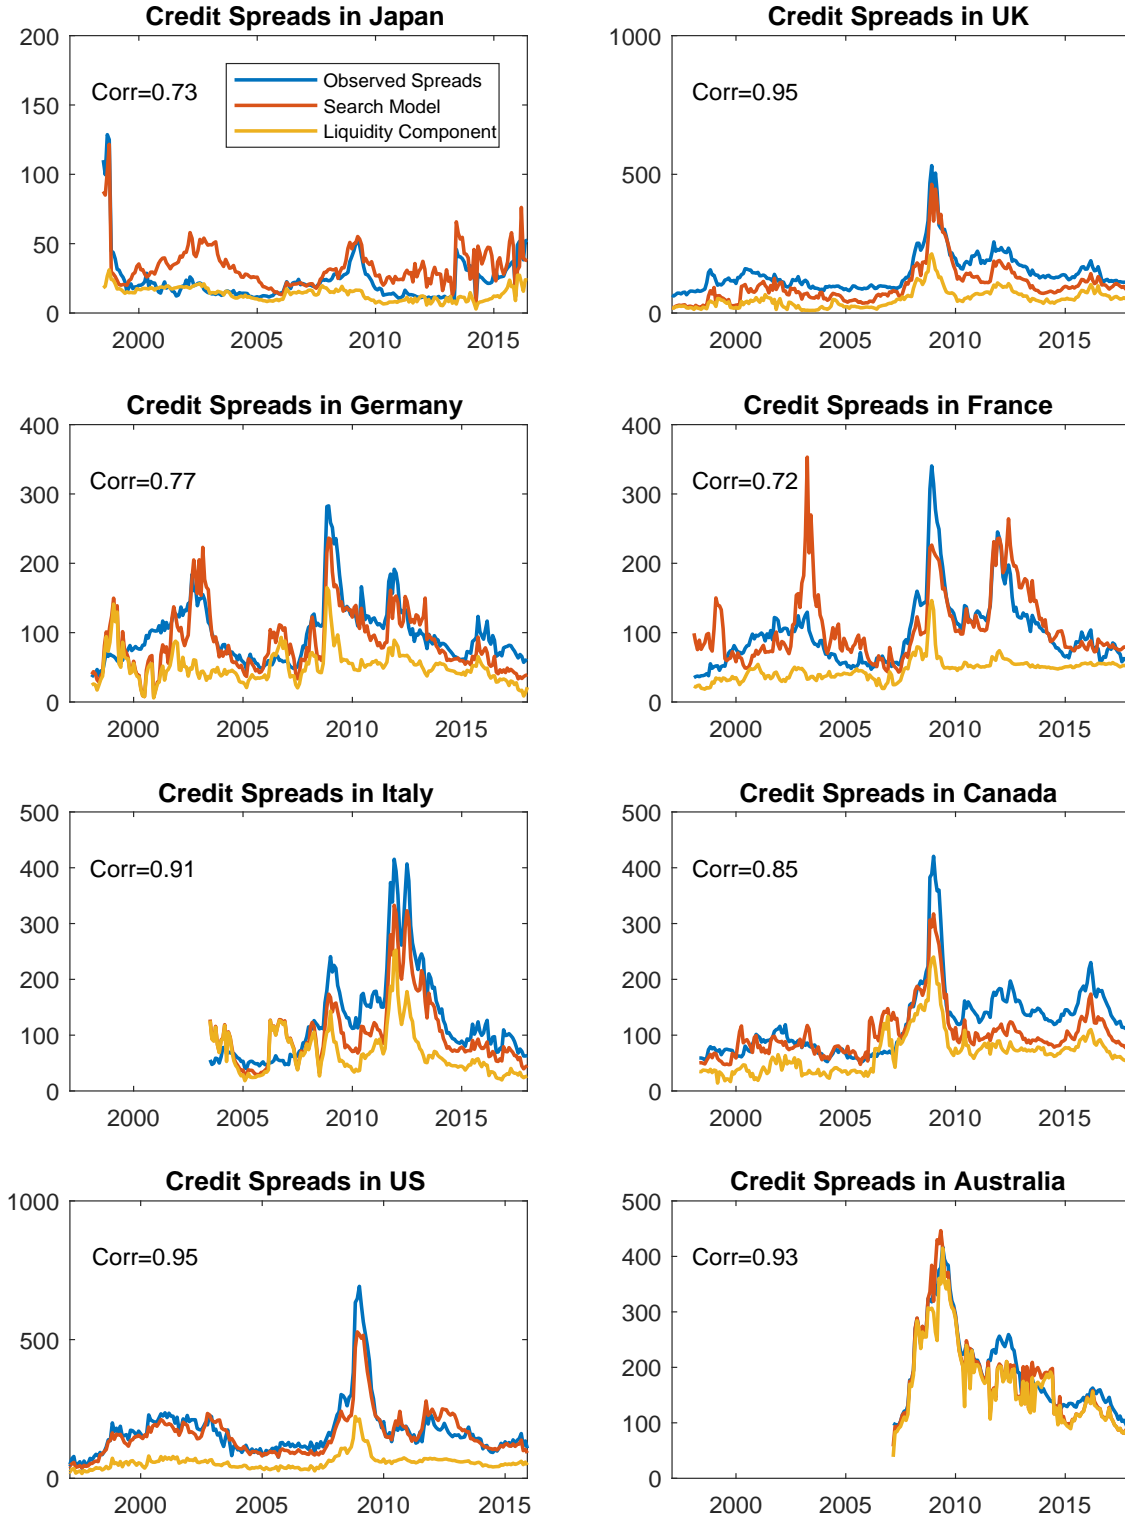 Credit Spreads in Japan
200
150
100
50
0
Corr=0.73
Observed Spreads
Search Model
Liquidity Component
2000 2005 2010 2015
Credit Spreads in UK
1000
500
0
Corr=0.95
2000 2005 2010 2015
Credit Spreads in Germany
400
300
200
100
0
Corr=0.77
2000 2005 2010 2015
Credit Spreads in France
400
300
200
100
0
Corr=0.72
2000 2005 2010 2015
Credit Spreads in Italy
500
400
300
200
100
0
Corr=0.91
2000 2005 2010 2015
Credit Spreads in Canada
500
400
300
200
100
0
Corr=0.85
2000 2005 2010 2015
Credit Spreads in US
1000
500
0
Corr=0.95
2000 2005 2010 2015
Credit Spreads in Australia
500
400
300
200
100
0
Corr=0.93
2000 2005 2010 2015